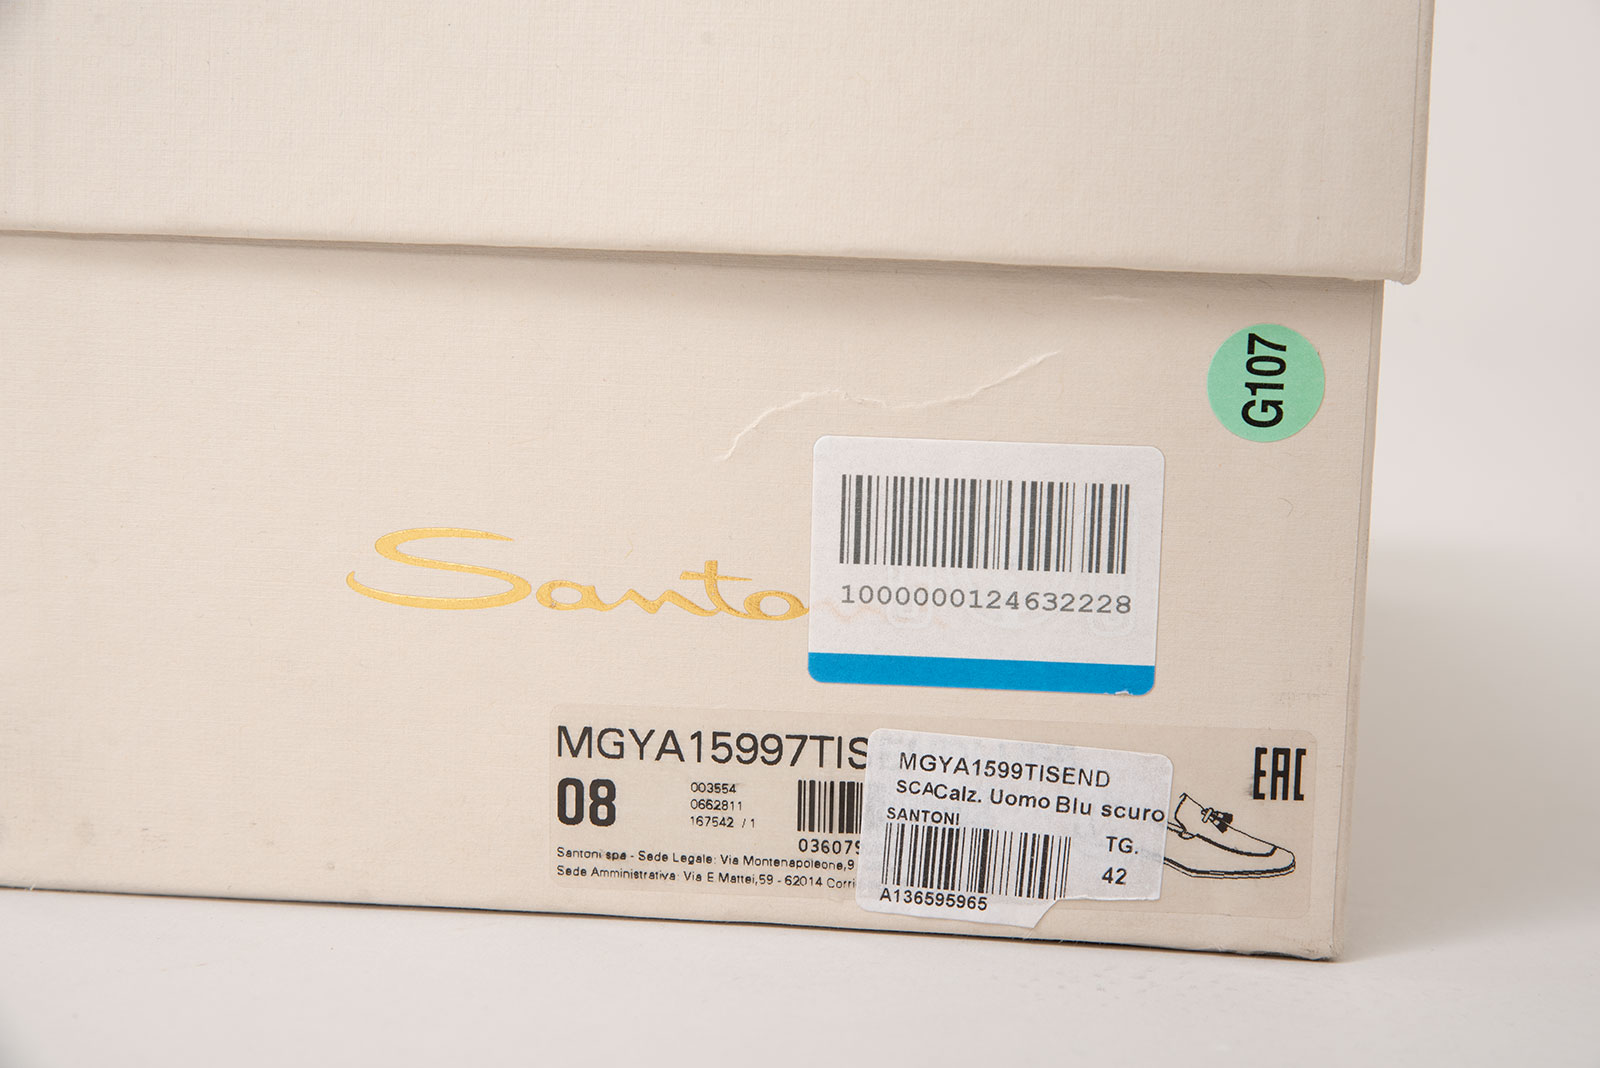 G107
10000000124632228
Santo
MGYA15997TIS
08
003554
0662811
167542 / 1
03607
Santoni spa - Sede Legale: Via Montenapoleone,9
Sede Amministrativa: Via E Mattei,59 - 62014 Corri
MGYA1599TISEND
SCACalz. Uomo Blu scuro
SANTONI
TG.
42
A136595965
EAC